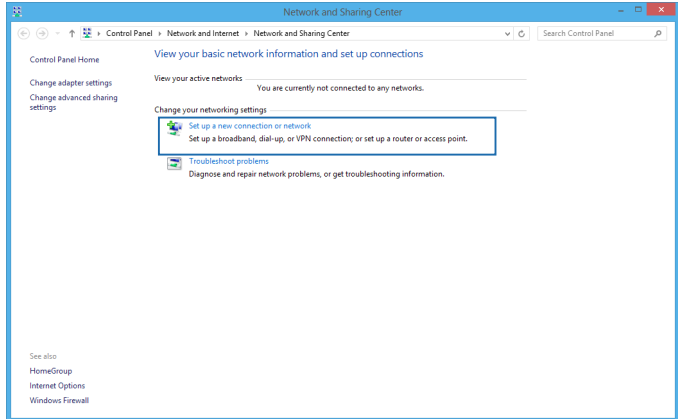 Network and Sharing Center
Control Panel Network and Internet Network and Sharing Center
Search Control Panel
Control Panel Home
Change adapter settings
Change advanced sharing
settings
View your basic network information and set up connections
View your active networks
You are currently not connected to any networks.
Change your networking settings
Set up a new connection or network
Set up a broadband, dial-up, or VPN connection; or set up a router or access point.
Troubleshoot problems
Diagnose and repair network problems, or get troubleshooting information.
See also
HomeGroup
Internet Options
Windows Firewall